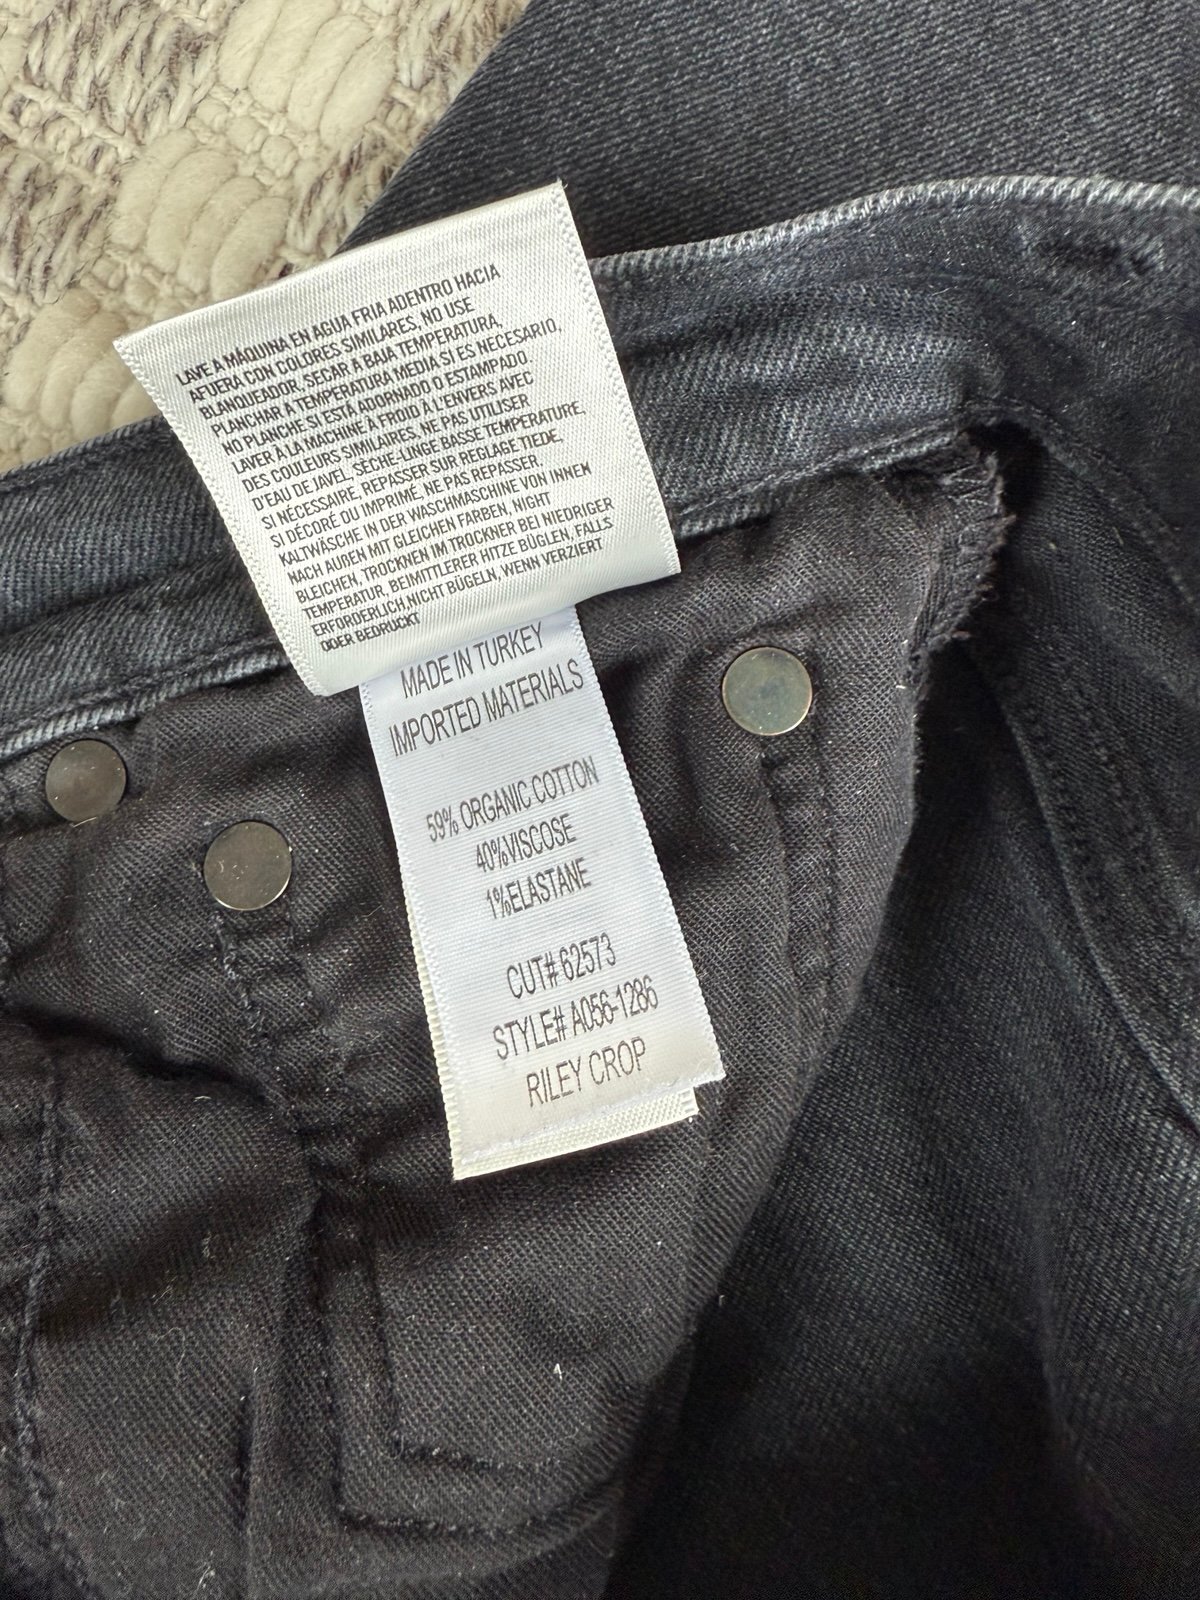 LAVE A MÁQUINA EN AGUA FRIA ADENTRO HACIA
AFUERA CON COLORES SIMILARES, NO USE
BLANQUEADOR, SECAR A BAJA TEMPERATURA,
PLANCHAR A TEMPERATURA MEDIA SI ES NECESARIO,
NO PLANCHE SI ESTÁ ADORNADO O ESTAMPADO
LAVER À LA MACHINE À FROID À L'ENVERS AVEC
DES COULEURS SIMILAIRES, NE PAS UTILISER
D'EAU DE JAVEL, SÈCHE-LINGE BASSE TEMPERATURE,
SI NÉCESSAIRE, REPASSER SUR REGLAGE TIEDE,
SI DÉCORÉ OU IMPRIMÉ, NE PAS REPASSER.
KALTWÄSCHE IN DER WASCHMASCHINE VON INNEM
NACH AUßEN MIT GLEICHEN FARBEN, NIGHT
BLEICHEN, TROCKNEN IM TROCKNER BEI NIEDRIGER
TEMPERATUR, BEIMITTLERER HITZE BÜGLEN, FALLS
ERFORDERLICH,NICHT BÜGELN, WENN VERZIERT
ODER BEDRUCKT
MADE IN TURKEY
IMPORTED MATERIALS
59% ORGANIC COTTON
40%VISCOSE
1%ELASTANE
CUT# 62573
STYLE# A056-1286
RILEY CROP